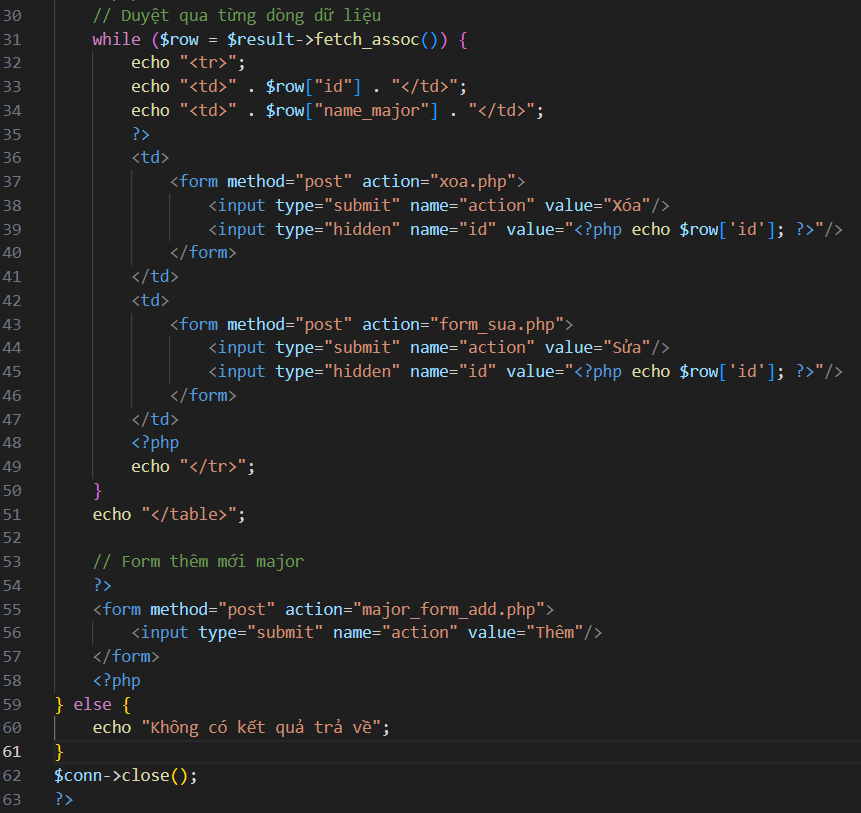 30 // Duyệt qua từng dòng dữ liệu
31 while ($row = $result->fetch_assoc()) {
32 echo "<tr>";
33 echo "<td>" . $row["id"] . "</td>";
34 echo "<td>" . $row["name_major"] . "</td>";
35 ?>
36 <td>
37 <form method="post" action="xoa.php">
38 <input type="submit" name="action" value="Xóa"/>
39 <input type="hidden" name="id" value="<?php echo $row['id']; ?>"/>
40 </form>
41 </td>
42 <td>
43 <form method="post" action="form_sua.php">
44 <input type="submit" name="action" value="Sửa"/>
45 <input type="hidden" name="id" value="<?php echo $row['id']; ?>"/>
46 </form>
47 </td>
48 <?php
49 echo "</tr>";
50 }
51 echo "</table>";
52
53 // Form thêm mới major
54 ?>
55 <form method="post" action="major_form_add.php">
56 <input type="submit" name="action" value="Thêm"/>
57 </form>
58 <?php
59 } else {
60 echo "Không có kết quả trả về";
61 }
62 $conn->close();
63 ?>